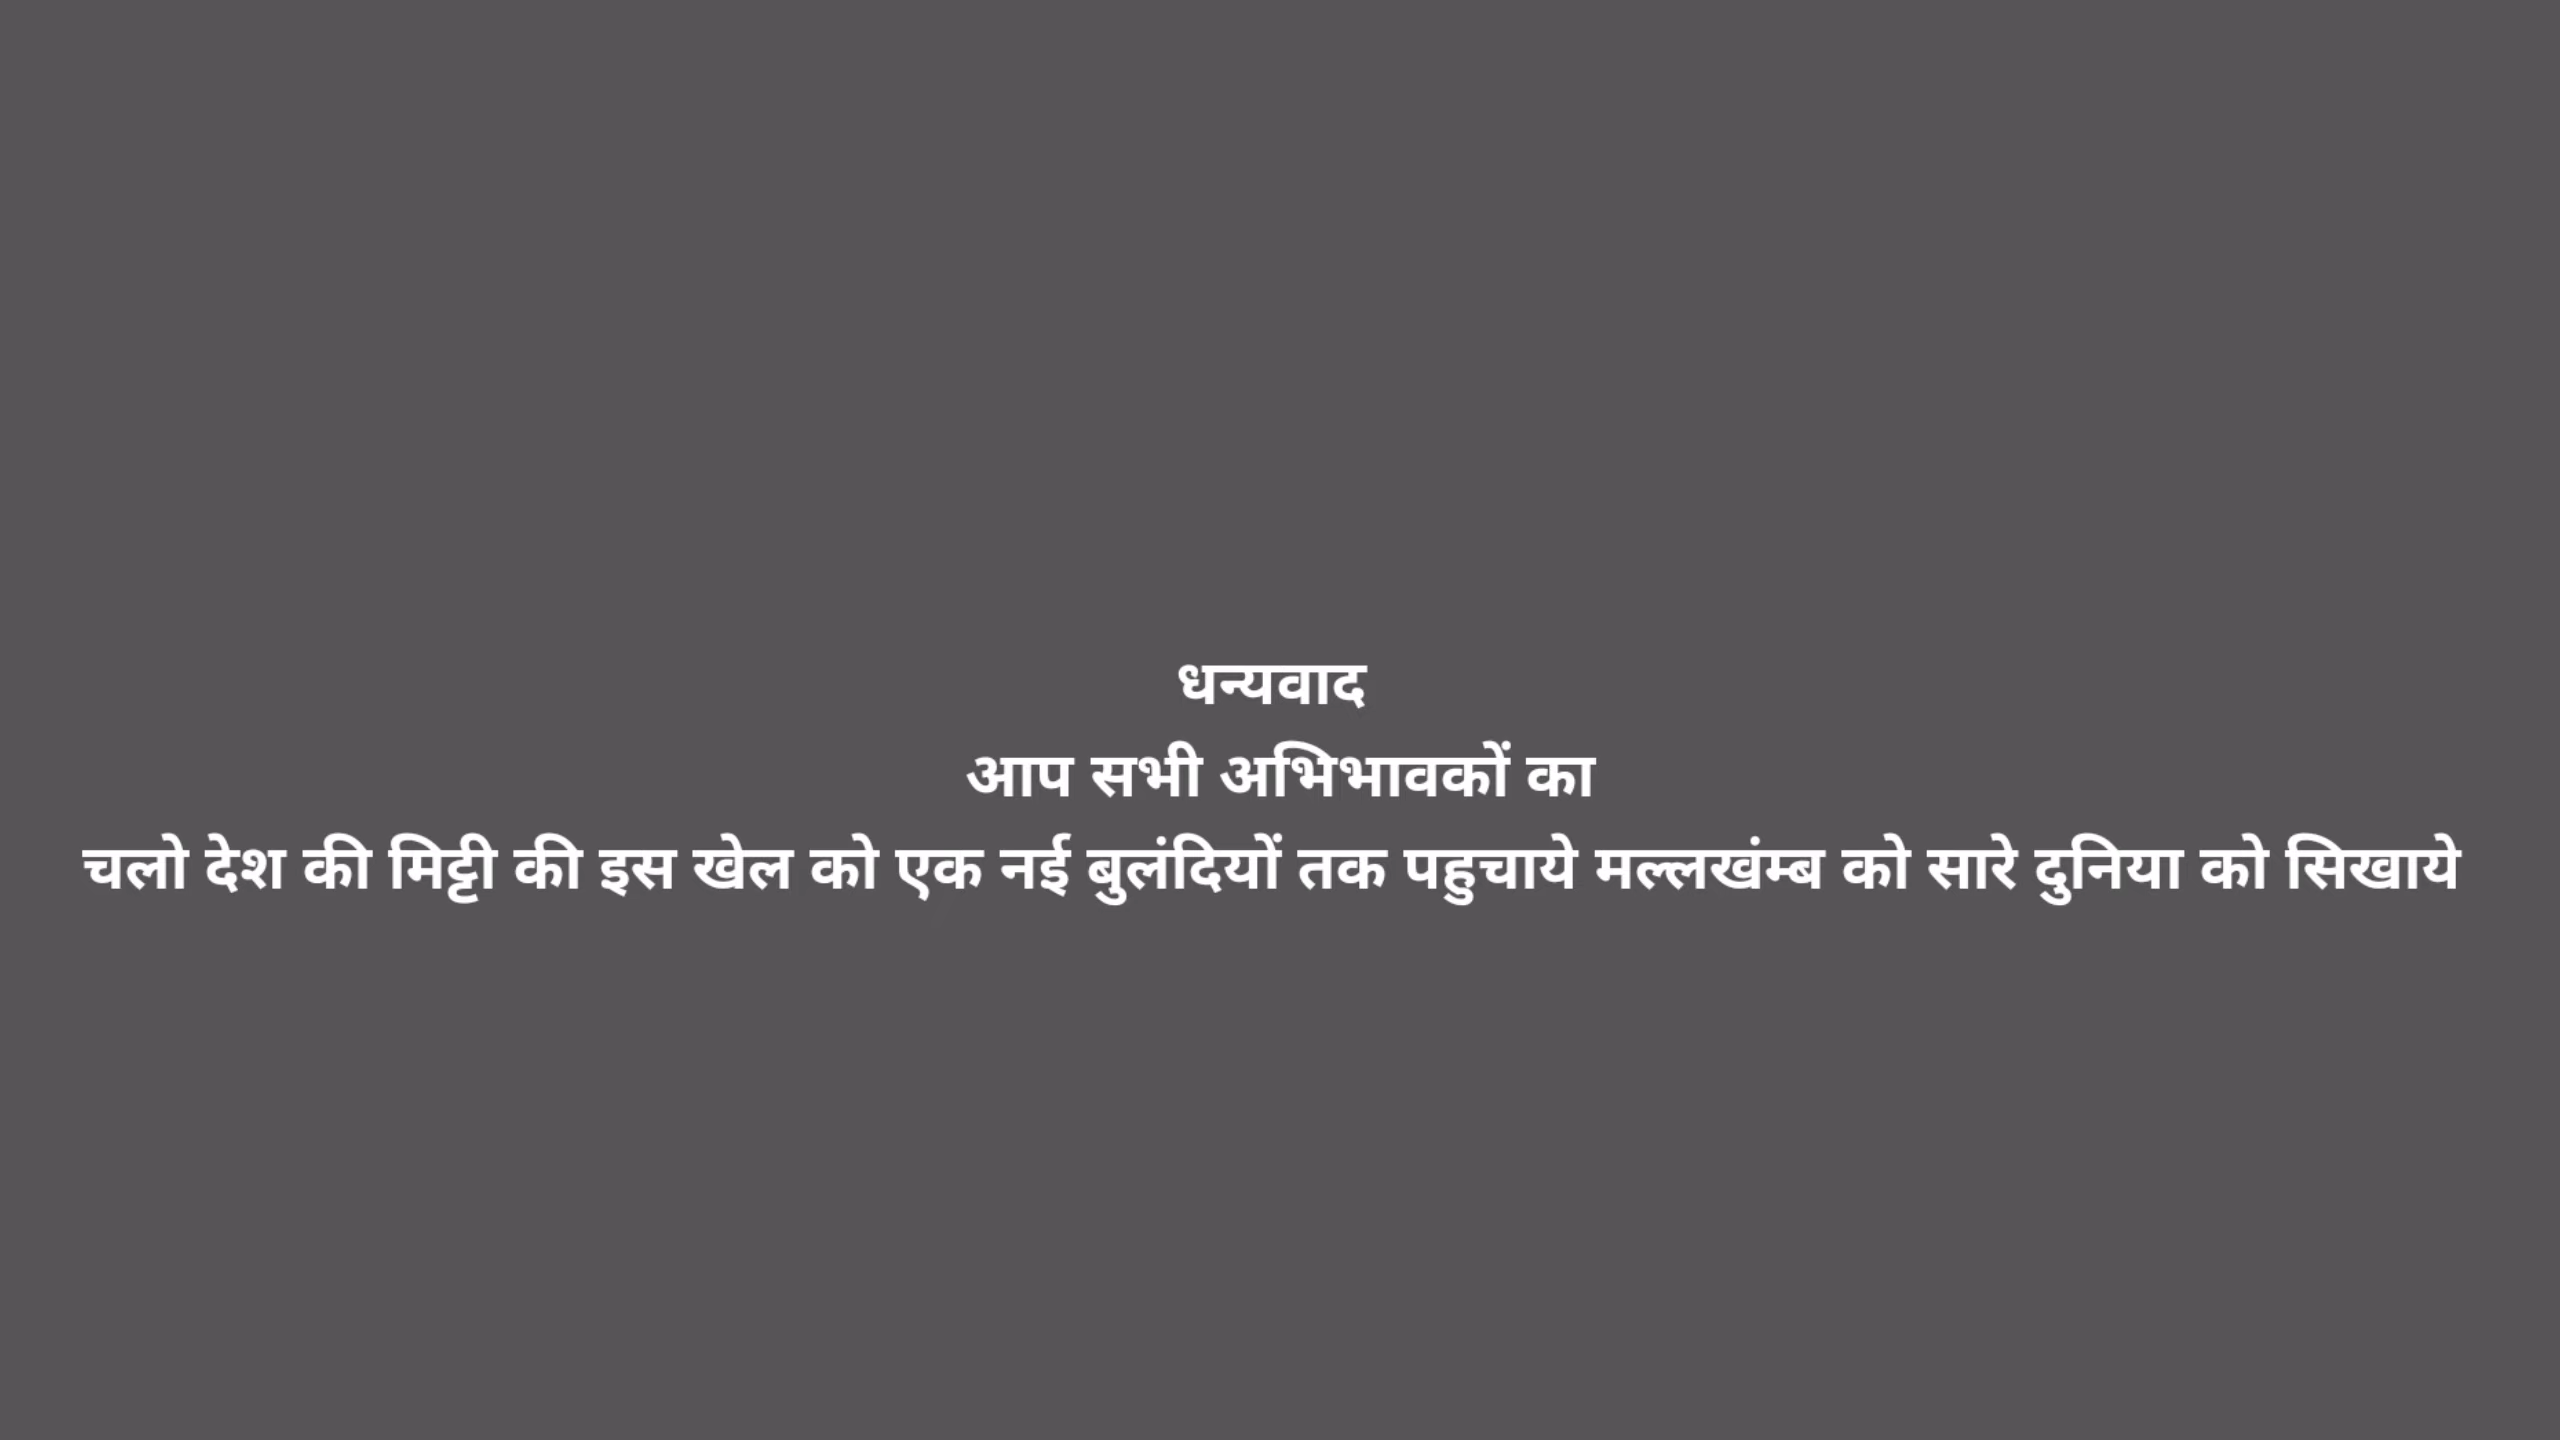 धन्यवाद
आप सभी अभिभावकों का
चलो देश की मिट्टी की इस खेल को एक नई बुलंदियों तक पहुचाये मल्लखंम्ब को सारे दुनिया को सिखाये